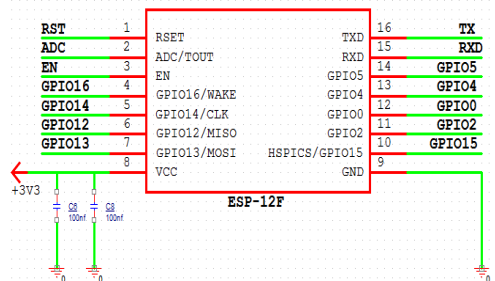 RST 1 RSET TXD 16 TX
ADC 2 ADC/TOUT RXD 15 RXD
EN 3 EN GPIO5 14 GPIO5
GPIO16 4 GPIO16/WAKE GPIO4 13 GPIO4
GPIO14 5 GPIO14/CLK GPIO0 12 GPIO0
GPIO12 6 GPIO12/MISO GPIO2 11 GPIO2
GPIO13 7 GPIO13/MOSI HSPICS/GPIO15 10 GPIO15
8 VCC GND 9
+3V3
ESP-12F
C8 C8
100nf 100nf
0 0 0